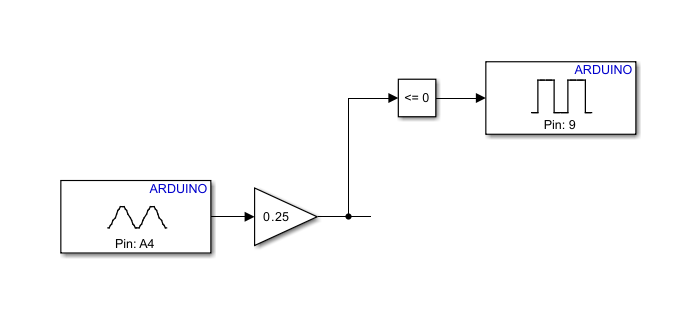 <= 0
ARDUINO
Pin: 9
ARDUINO
Pin: A4
0.25